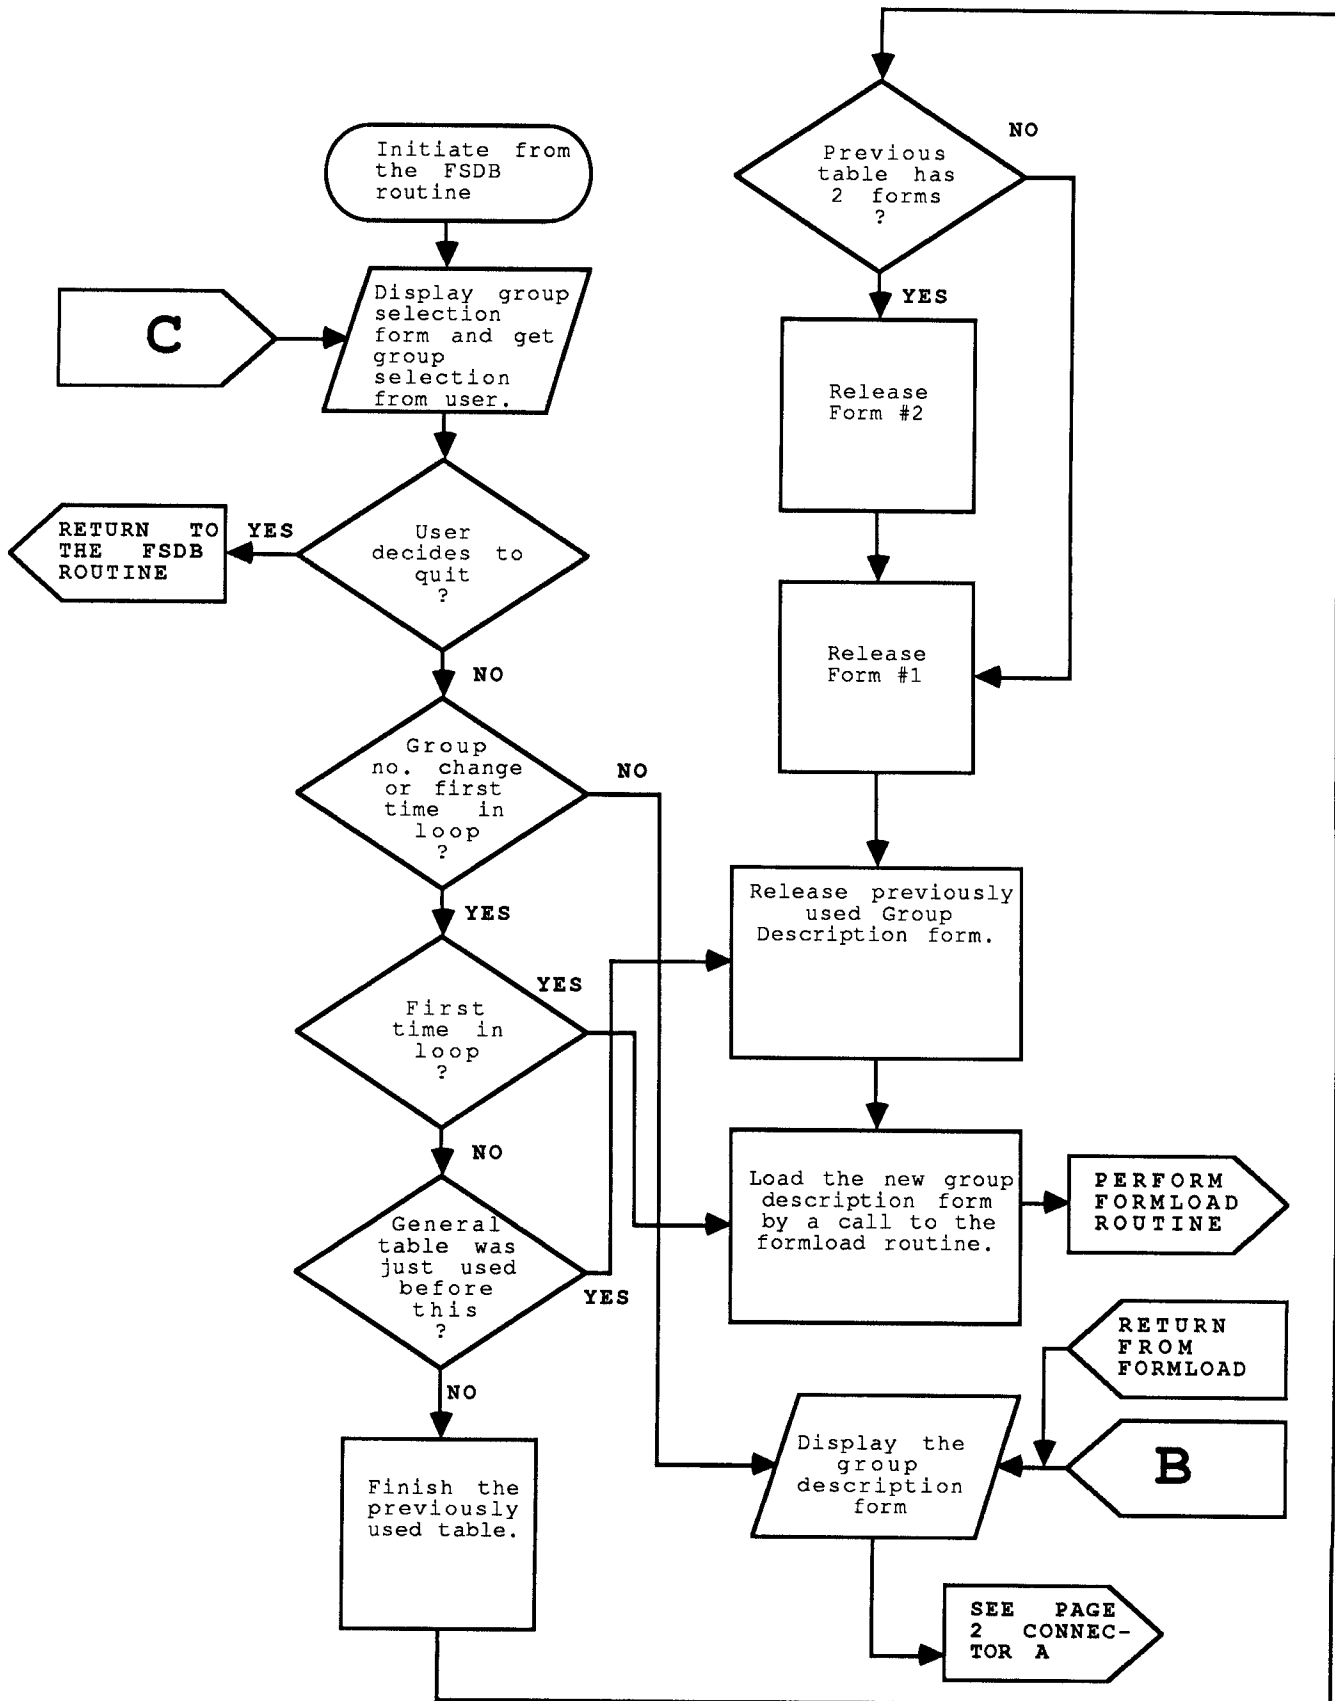 Initiate from
the FSDB
routine
Display group
selection
form and get
group
selection
from user.
C
User
decides to
quit
?
YES
RETURN TO
THE FSDB
ROUTINE
NO
Group
no. change
or first
time in
loop
?
NO
YES
First
time in
loop
?
YES
NO
General
table was
just used
before
this
?
YES
NO
Finish the
previously
used table.
Previous
table has
2 forms
?
NO
YES
Release
Form #2
Release
Form #1
Release previously
used Group
Description form.
Load the new group
description form
by a call to the
formload routine.
PERFORM
FORMLOAD
ROUTINE
RETURN
FROM
FORMLOAD
B
Display the
group
description
form
SEE PAGE
2 CONNEC-
TOR A